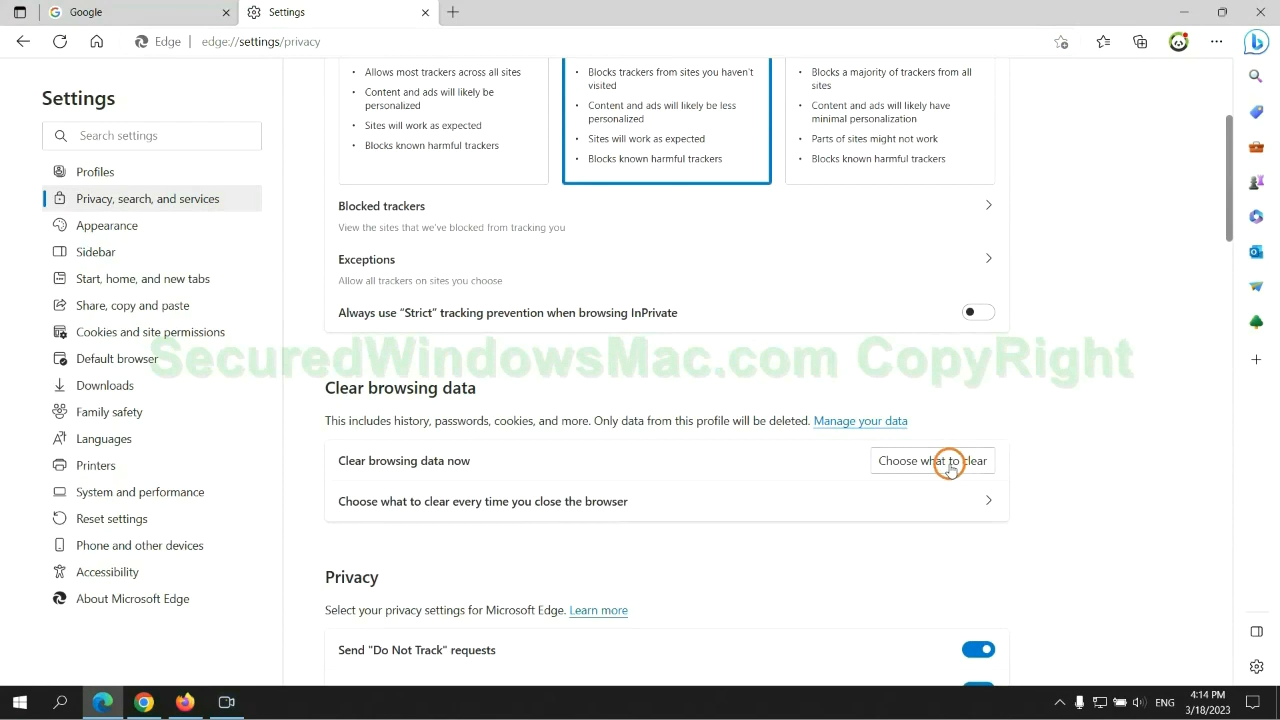 Google
Settings
Edge
edge://settings/privacy
Settings
Search settings
Profiles
Privacy, search, and services
Appearance
Sidebar
Start, home, and new tabs
Share, copy and paste
Cookies and site permissions
Default browser
Downloads
Family safety
Languages
Printers
System and performance
Reset settings
Phone and other devices
Accessibility
About Microsoft Edge
• Allows most trackers across all sites
• Content and ads will likely be
personalized
• Sites will work as expected
• Blocks known harmful trackers
• Blocks trackers from sites you haven't
visited
• Content and ads will likely be less
personalized
• Sites will work as expected
• Blocks known harmful trackers
• Blocks a majority of trackers from all
sites
• Content and ads will likely have
minimal personalization
• Parts of sites might not work
• Blocks known harmful trackers
Blocked trackers
View the sites that we've blocked from tracking you
Exceptions
Allow all trackers on sites you choose
Always use “Strict” tracking prevention when browsing InPrivate
SecuredWindowsMac.com CopyRight
Clear browsing data
This includes history, passwords, cookies, and more. Only data from this profile will be deleted. Manage your data
Clear browsing data now
Choose what to clear
Choose what to clear every time you close the browser
Privacy
Select your privacy settings for Microsoft Edge. Learn more
Send "Do Not Track" requests
ENG
4:14 PM
3/18/2023